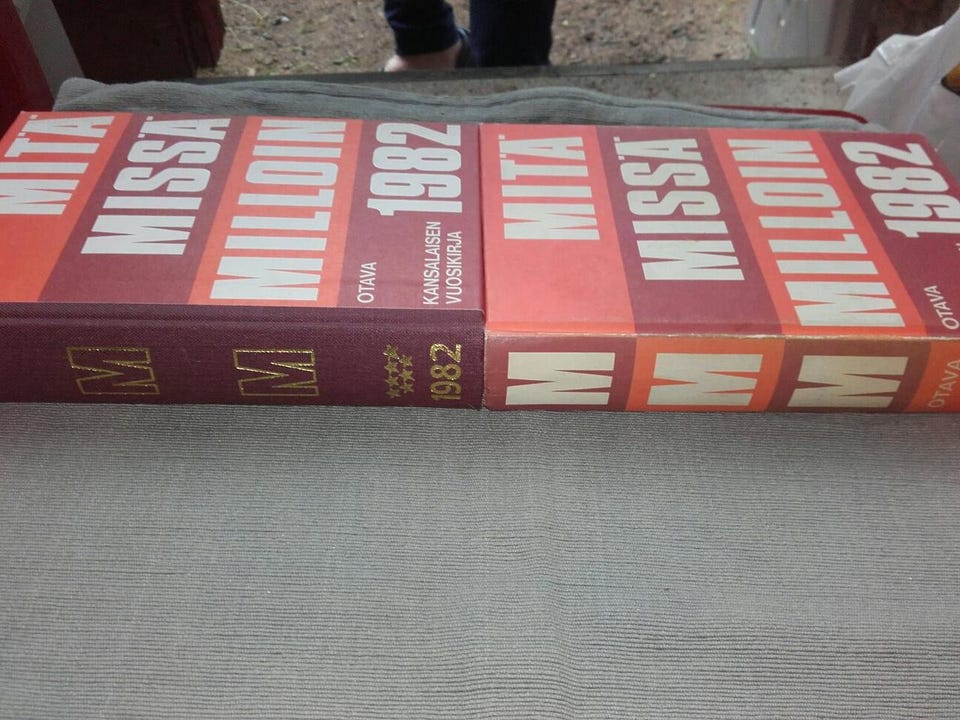 MITÄ
MISSÄ
MILLOIN
1982
OTAVA
KANSALAISEN
VUOSIKIRJA
M
M
1982
MITÄ
MISSÄ
MILLOIN
1982
OTAVA
M
M
M
OTAVA